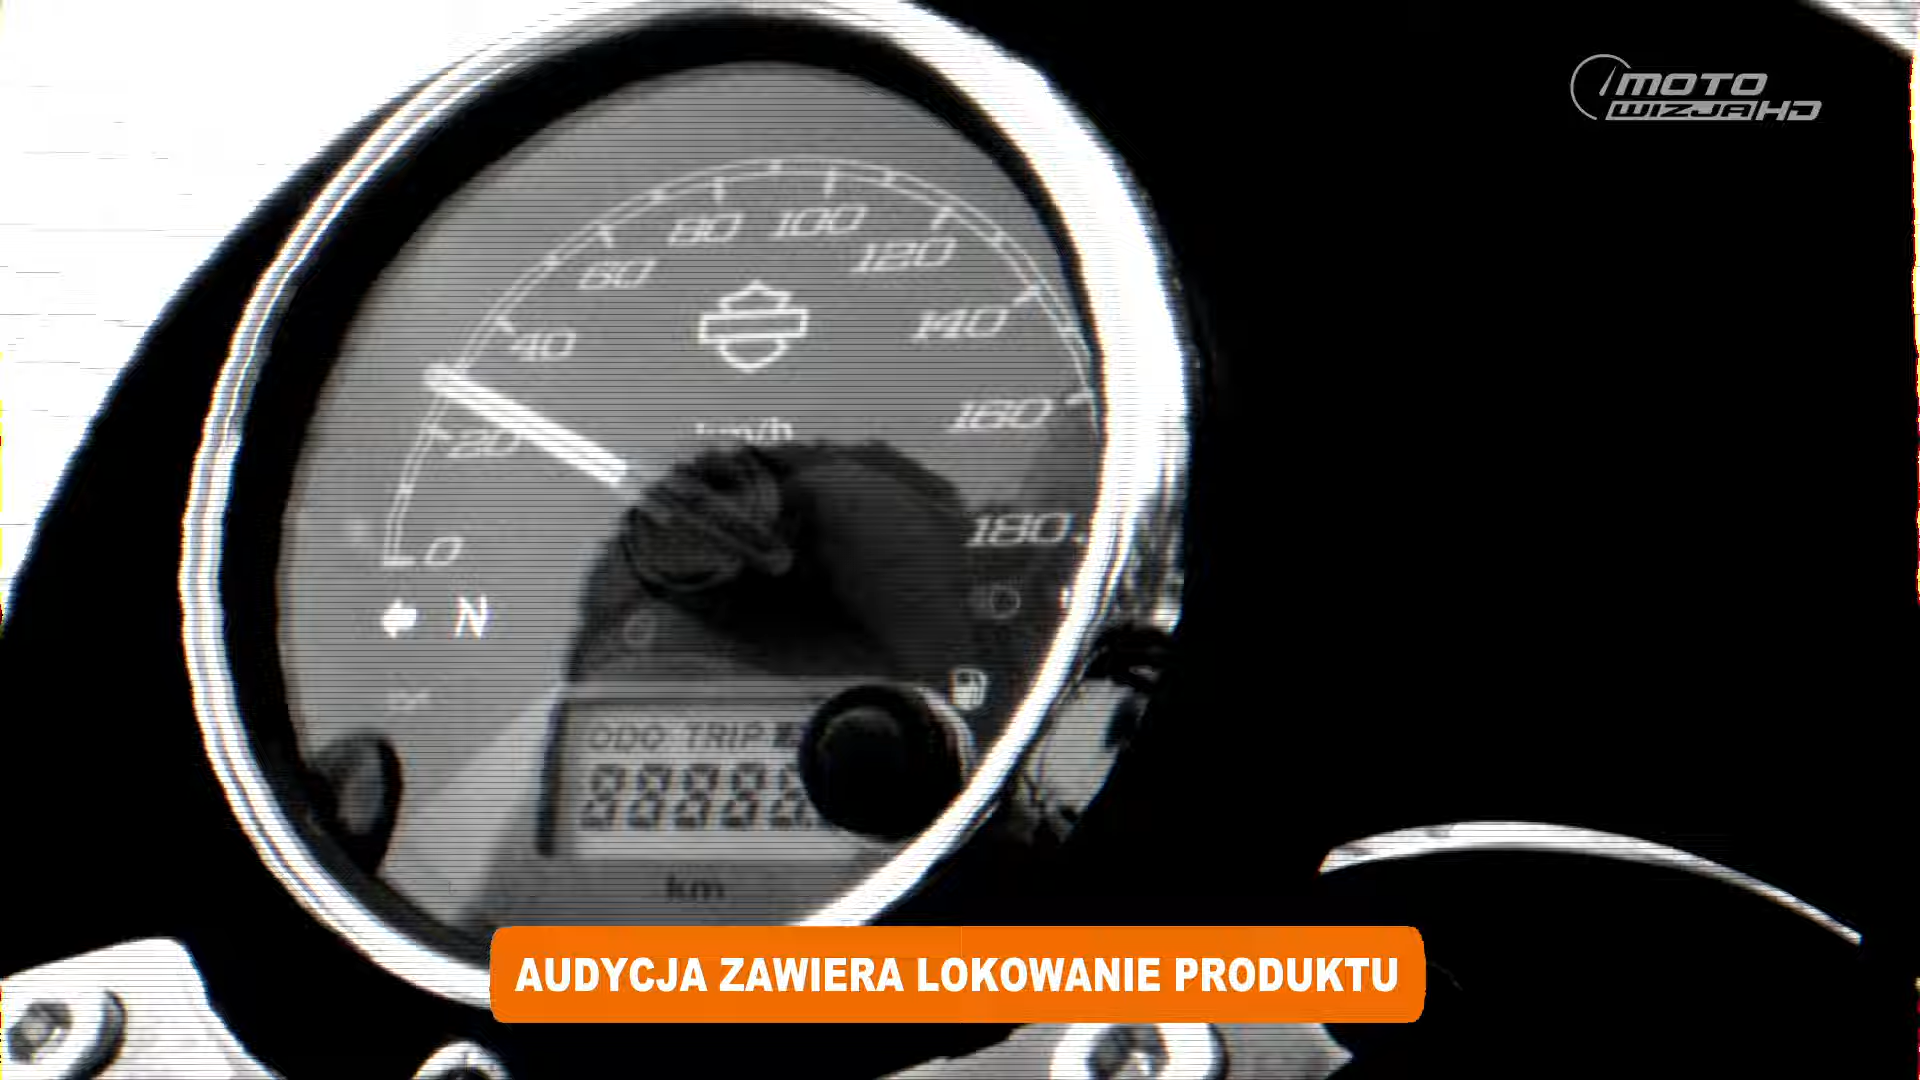 MOTO
WIZJA HD
80 100
60 120
40 140
160
20
180
0
N
ODO TRIP
km
AUDYCJA ZAWIERA LOKOWANIE PRODUKTU